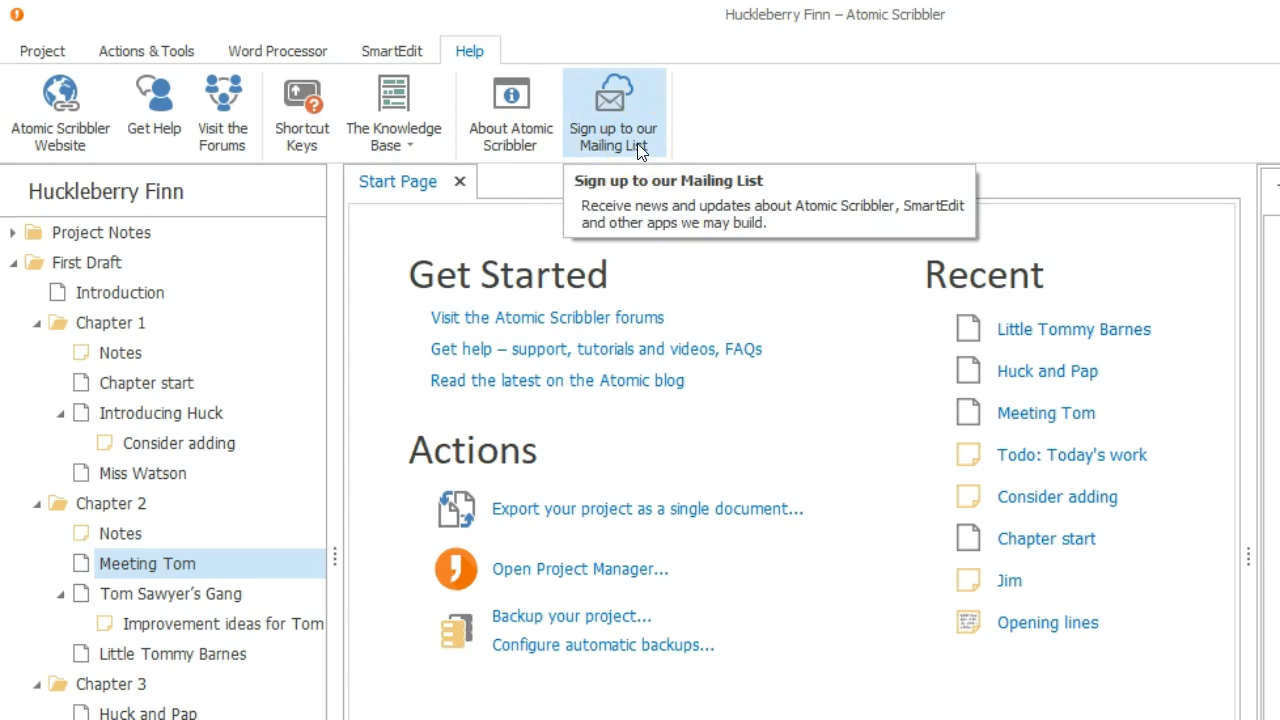 Huckleberry Finn – Atomic Scribbler
Project
Actions & Tools
Word Processor
SmartEdit
Help
Atomic Scribbler
Website
Get Help
Visit the
Forums
Shortcut
Keys
The Knowledge
Base
About Atomic
Scribbler
Sign up to our
Mailing List
Huckleberry Finn
Project Notes
First Draft
Introduction
Chapter 1
Notes
Chapter start
Introducing Huck
Consider adding
Miss Watson
Chapter 2
Notes
Meeting Tom
Tom Sawyer’s Gang
Improvement ideas for Tom
Little Tommy Barnes
Chapter 3
Huck and Pap
Start Page
Sign up to our Mailing List
Receive news and updates about Atomic Scribbler, SmartEdit
and other apps we may build.
Get Started
Visit the Atomic Scribbler forums
Get help – support, tutorials and videos, FAQs
Read the latest on the Atomic blog
Actions
Export your project as a single document...
Open Project Manager...
Backup your project...
Configure automatic backups...
Recent
Little Tommy Barnes
Huck and Pap
Meeting Tom
Todo: Today's work
Consider adding
Chapter start
Jim
Opening lines